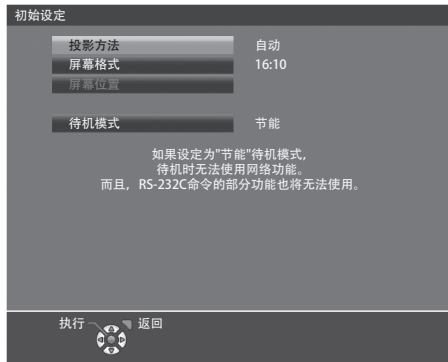 初始设定
投影方法 自动
屏幕格式 16:10
屏幕位置
待机模式 节能
如果设定为"节能"待机模式，
待机时无法使用网络功能。
而且，RS-232C命令的部分功能也将无法使用。
执行 返回